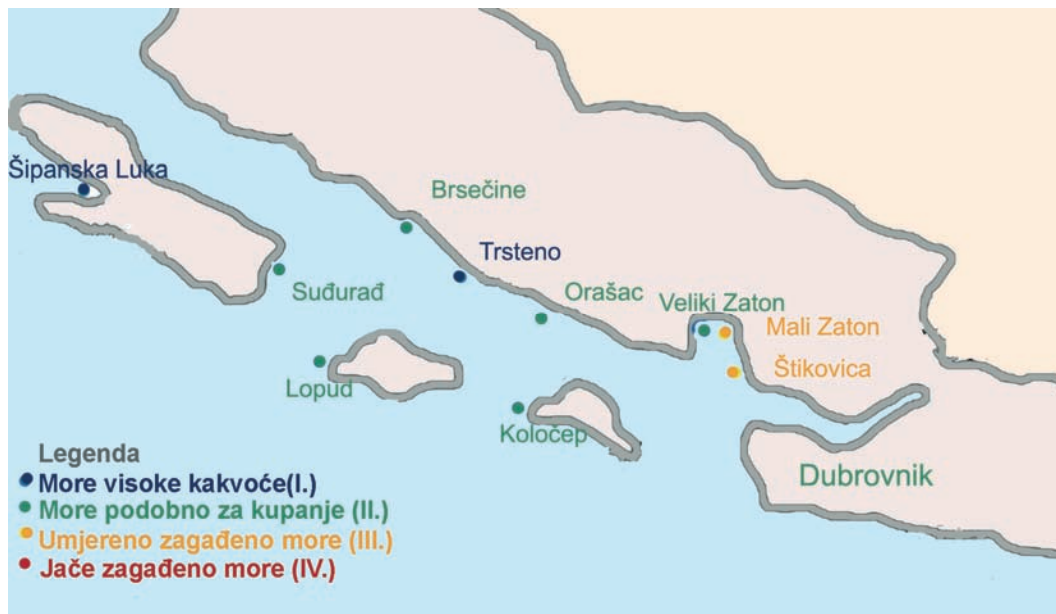 Šipanska Luka
Brsečine
Trsteno
Suđurađ
Orašac
Veliki Zaton
Mali Zaton
Štikovica
Lopud
Koločep
Dubrovnik
Legenda
More visoke kakvoće(I.)
More podobno za kupanje (II.)
Umjereno zagađeno more (III.)
Jače zagađeno more (IV.)